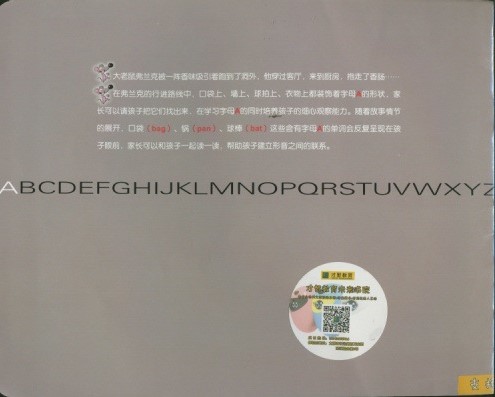 大老鼠弗兰克被一阵香味吸引着跑到了洞外，他穿过客厅，来到厨房，抱走了香肠……
在弗兰克的行进路线中，口袋上、墙上、球拍上、衣物上都装饰着字母A的形状，家
长可以请孩子把它们找出来，在学习字母A的同时培养孩子的细心观察能力。随着故事情节
的展开，口袋（bag）、锅（pan）、球棒（bat）这些含有字母A的单词会反复呈现在孩
子眼前，家长可以和孩子一起读一读，帮助孩子建立形音之间的联系。
ABCDEFGHIJKLMNOPQRSTUVWXYZ